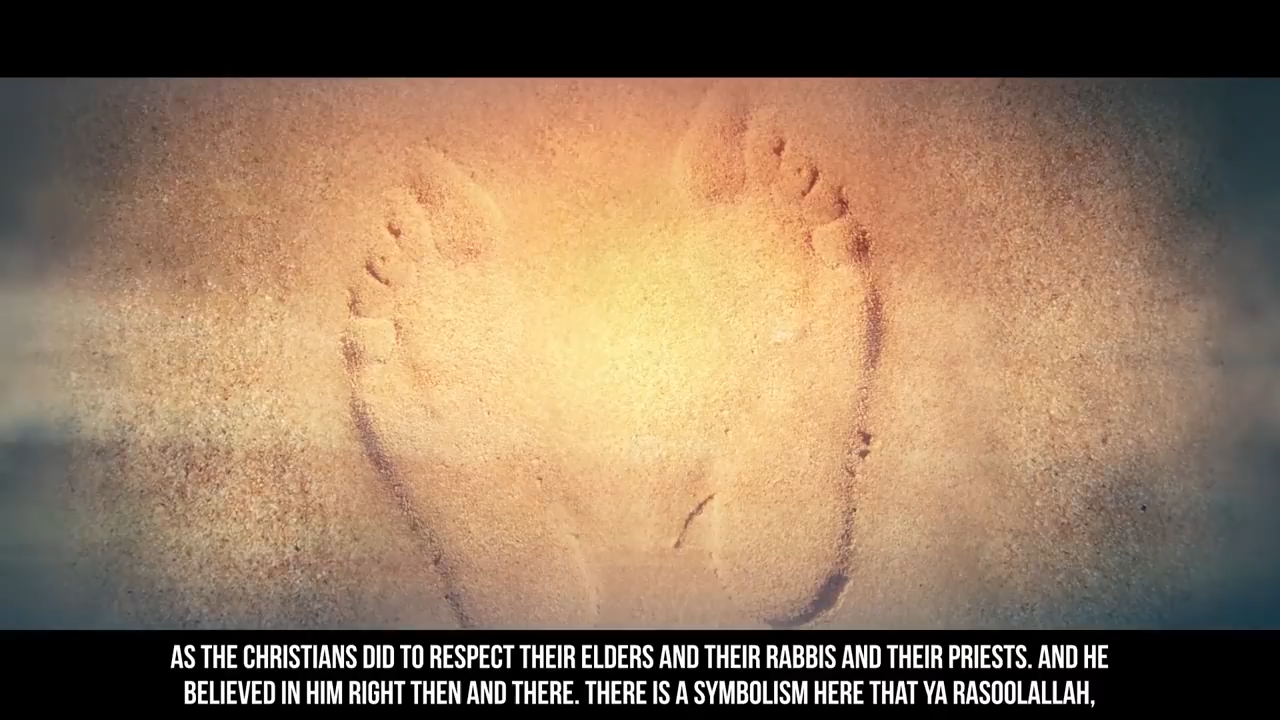 AS THE CHRISTIANS DID TO RESPECT THEIR ELDERS AND THEIR RABBIS AND THEIR PRIESTS. AND HE
BELIEVED IN HIM RIGHT THEN AND THERE. THERE IS A SYMBOLISM HERE THAT YA RASOOLALLAH,